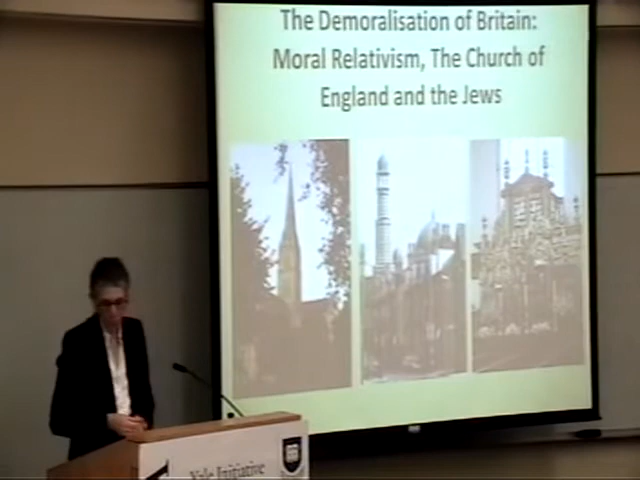 The Demoralisation of Britain:
Moral Relativism, The Church of
England and the Jews
Yale Initiative